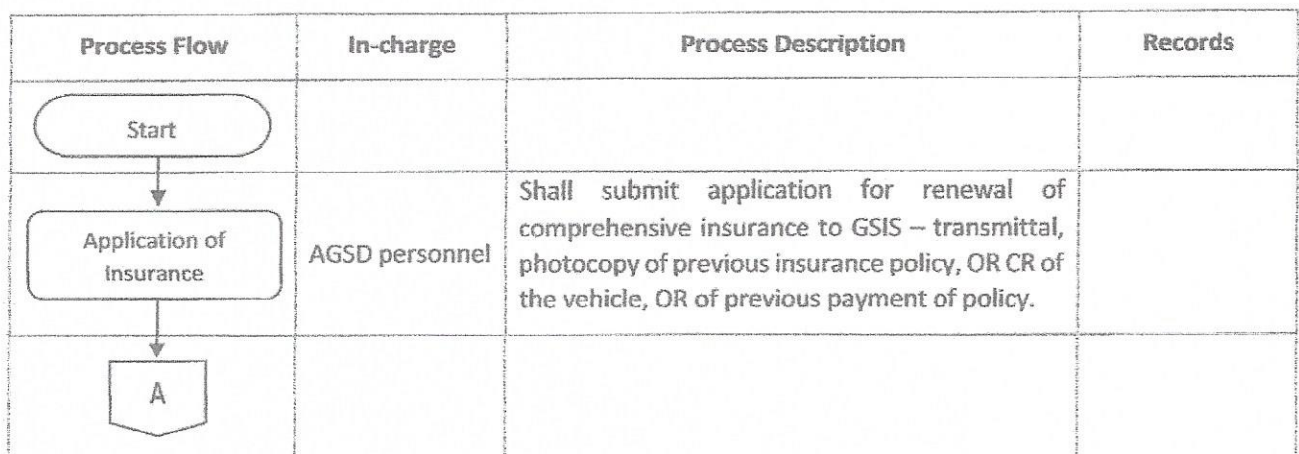 Process Flow In-charge Process Description Records
Start
Application of
Insurance
AGSD personnel
Shall submit application for renewal of
comprehensive insurance to GSIS – transmittal,
photocopy of previous insurance policy, OR CR of
the vehicle, OR of previous payment of policy.
A